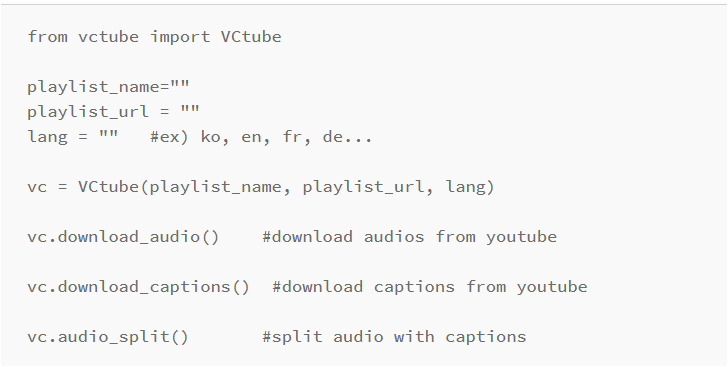 from vctube import VCtube
playlist_name=""
playlist_url = ""
lang = ""   #ex) ko, en, fr, de...
vc = VCtube(playlist_name, playlist_url, lang)
vc.download_audio()    #download audios from youtube
vc.download_captions()  #download captions from youtube
vc.audio_split()       #split audio with captions